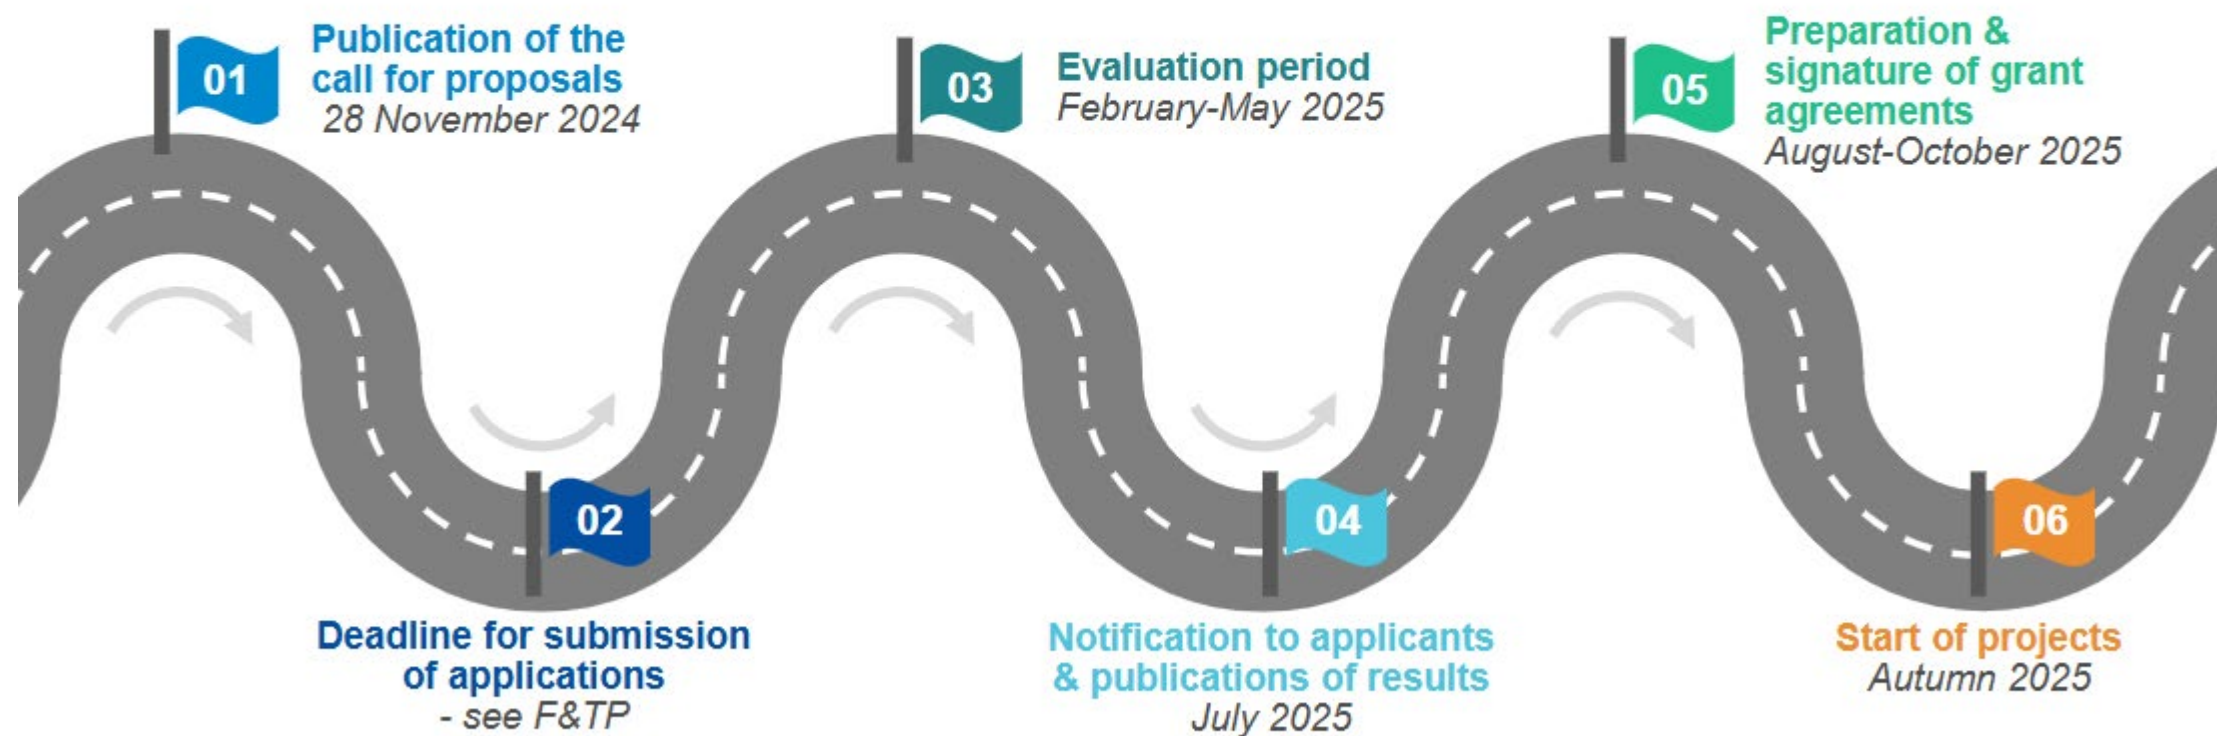 01
Publication of the
call for proposals
28 November 2024
02
Deadline for submission
of applications
- see F&TP
03
Evaluation period
February-May 2025
04
Notification to applicants
& publications of results
July 2025
05
Preparation &
signature of grant
agreements
August-October 2025
06
Start of projects
Autumn 2025